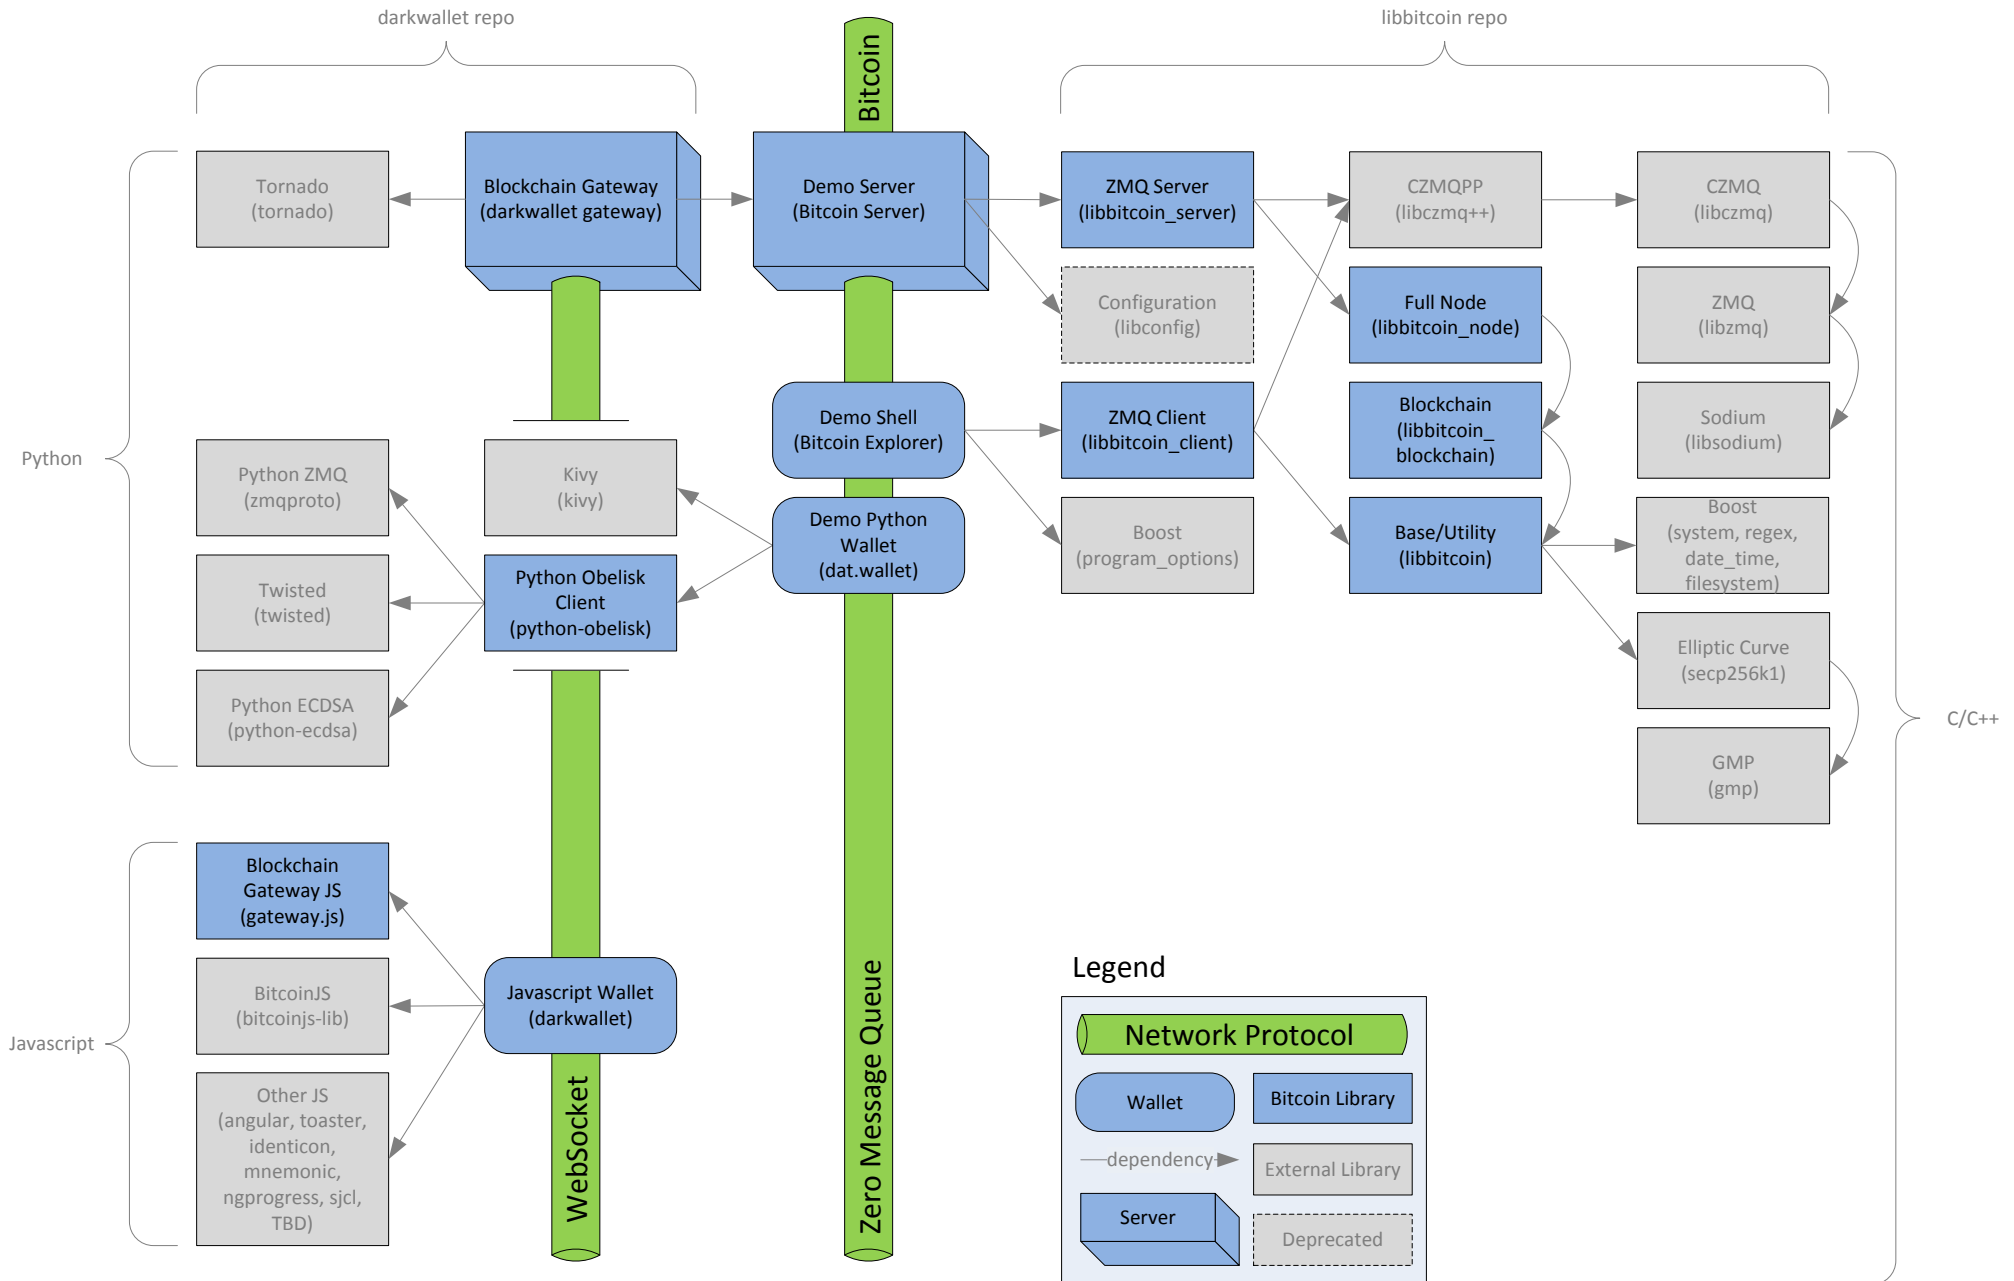 darkwallet repo
libbitcoin repo
Bitcoin
Tornado
(tornado)
Blockchain Gateway
(darkwallet gateway)
Demo Server
(Bitcoin Server)
ZMQ Server
(libbitcoin_server)
CZMQPP
(libczmq++)
CZMQ
(libczmq)
Configuration
(libconfig)
Full Node
(libbitcoin_node)
ZMQ
(libzmq)
Python
Python ZMQ
(zmqproto)
Kivy
(kivy)
Demo Shell
(Bitcoin Explorer)
ZMQ Client
(libbitcoin_client)
Blockchain
(libbitcoin_
blockchain)
Sodium
(libsodium)
Twisted
(twisted)
Python Obelisk
Client
(python-obelisk)
Demo Python
Wallet
(dat.wallet)
Boost
(program_options)
Base/Utility
(libbitcoin)
Boost
(system, regex,
date_time,
filesystem)
Python ECDSA
(python-ecdsa)
Elliptic Curve
(secp256k1)
C/C++
GMP
(gmp)
Javascript
Blockchain
Gateway JS
(gateway.js)
BitcoinJS
(bitcoinjs-lib)
Javascript Wallet
(darkwallet)
Other JS
(angular, toaster,
identicon,
mnemonic,
ngprogress, sjcl,
TBD)
WebSocket
Zero Message Queue
Legend
Network Protocol
Wallet
Bitcoin Library
dependency
External Library
Server
Deprecated